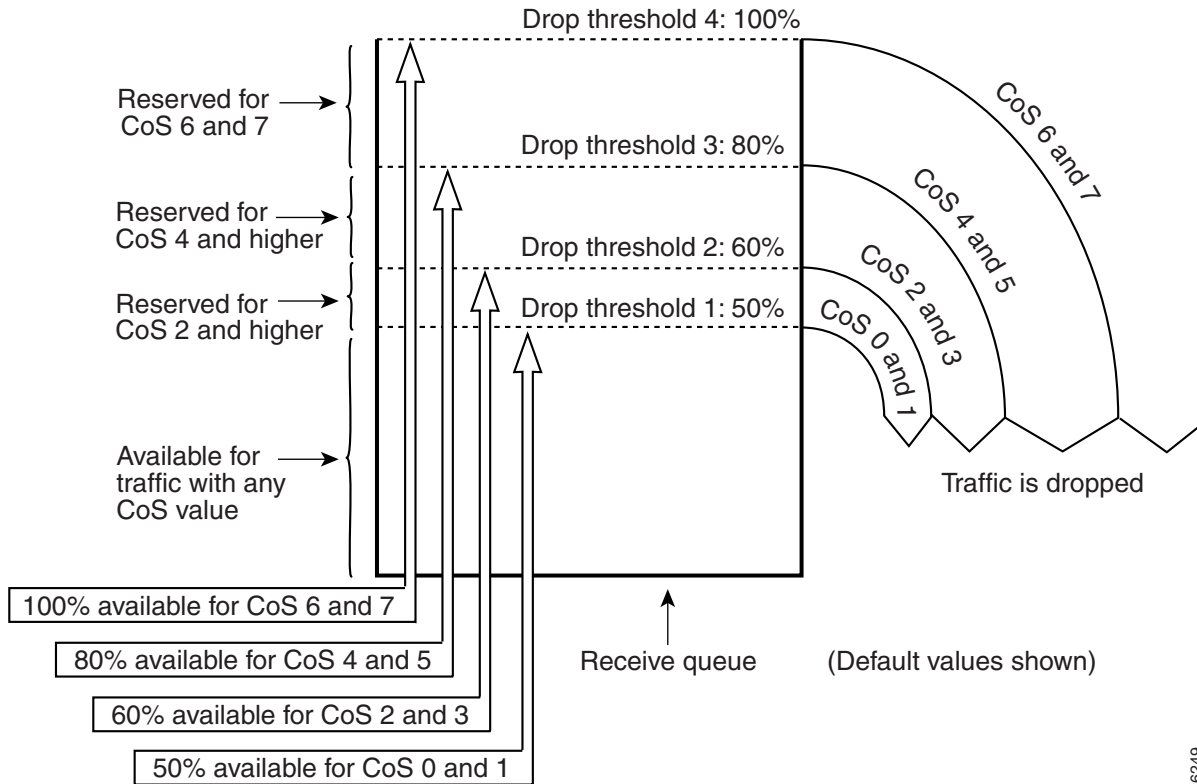 Drop threshold 4: 100%
Reserved for
CoS 6 and 7
CoS 6 and 7
Drop threshold 3: 80%
Reserved for
CoS 4 and higher
CoS 4 and 5
Drop threshold 2: 60%
Reserved for
CoS 2 and higher
CoS 2 and 3
Drop threshold 1: 50%
CoS 0 and 1
Available for
traffic with any
CoS value
Traffic is dropped
100% available for CoS 6 and 7
80% available for CoS 4 and 5
Receive queue
(Default values shown)
60% available for CoS 2 and 3
50% available for CoS 0 and 1